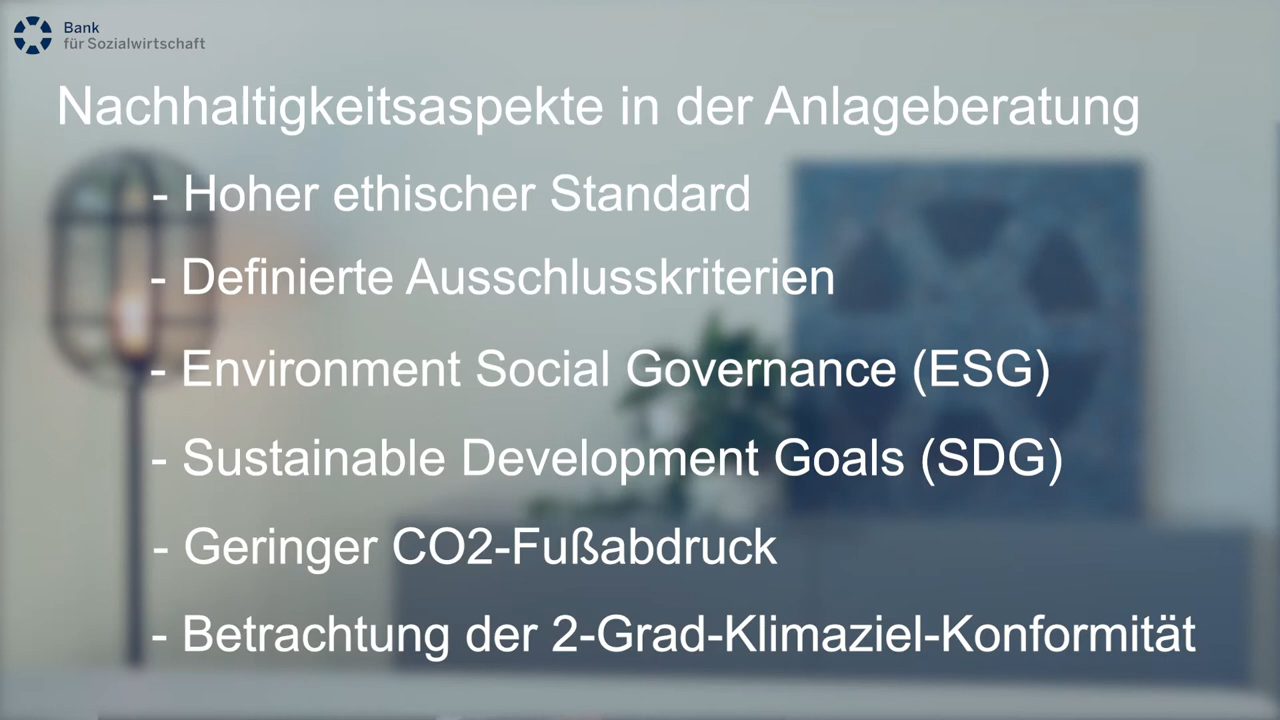 Bank
für Sozialwirtschaft
Nachhaltigkeitsaspekte in der Anlageberatung
- Hoher ethischer Standard
- Definierte Ausschlusskriterien
- Environment Social Governance (ESG)
- Sustainable Development Goals (SDG)
- Geringer CO2-Fußabdruck
- Betrachtung der 2-Grad-Klimaziel-Konformität